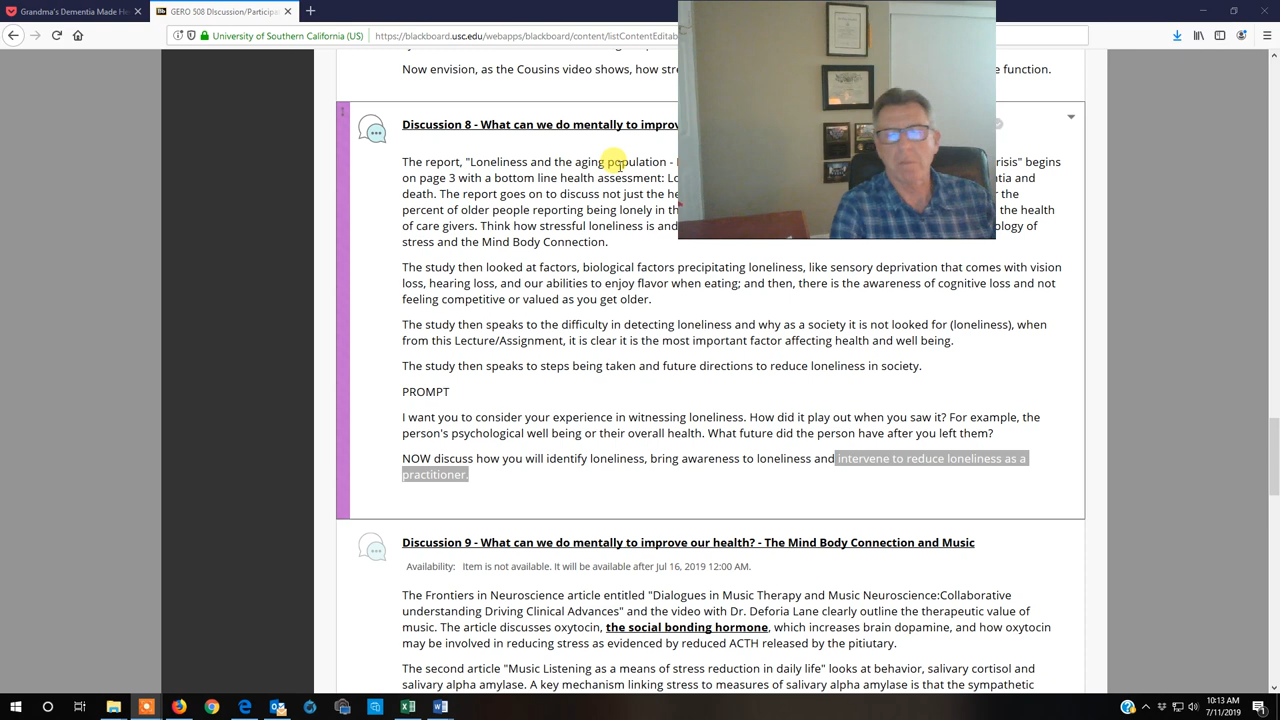 Grandma's Dementia Made He
GERO 508 DIscussion/Participa
University of Southern California (US)
https://blackboard.usc.edu/webapps/blackboard/content/listContentEditab
Now envision, as the Cousins video shows, how stre
e function.
Discussion 8 - What can we do mentally to improv
The report, "Loneliness and the aging population -
risis" begins
on page 3 with a bottom line health assessment: Lo
ntia and
death. The report goes on to discuss not just the he
r the
percent of older people reporting being lonely in th
the health
of care givers. Think how stressful loneliness is and
ology of
stress and the Mind Body Connection.
The study then looked at factors, biological factors precipitating loneliness, like sensory deprivation that comes with vision
loss, hearing loss, and our abilities to enjoy flavor when eating; and then, there is the awareness of cognitive loss and not
feeling competitive or valued as you get older.
The study then speaks to the difficulty in detecting loneliness and why as a society it is not looked for (loneliness), when
from this Lecture/Assignment, it is clear it is the most important factor affecting health and well being.
The study then speaks to steps being taken and future directions to reduce loneliness in society.
PROMPT
I want you to consider your experience in witnessing loneliness. How did it play out when you saw it? For example, the
person's psychological well being or their overall health. What future did the person have after you left them?
NOW discuss how you will identify loneliness, bring awareness to loneliness and intervene to reduce loneliness as a
practitioner.
Discussion 9 - What can we do mentally to improve our health? - The Mind Body Connection and Music
Availability: Item is not available. It will be available after Jul 16, 2019 12:00 AM.
The Frontiers in Neuroscience article entitled "Dialogues in Music Therapy and Music Neuroscience:Collaborative
understanding Driving Clinical Advances" and the video with Dr. Deforia Lane clearly outline the therapeutic value of
music. The article discusses oxytocin, the social bonding hormone, which increases brain dopamine, and how oxytocin
may be involved in reducing stress as evidenced by reduced ACTH released by the pitiutary.
The second article "Music Listening as a means of stress reduction in daily life" looks at behavior, salivary cortisol and
salivary alpha amylase. A key mechanism linking stress to measures of salivary alpha amylase is that the sympathetic
10:13 AM
7/11/2019